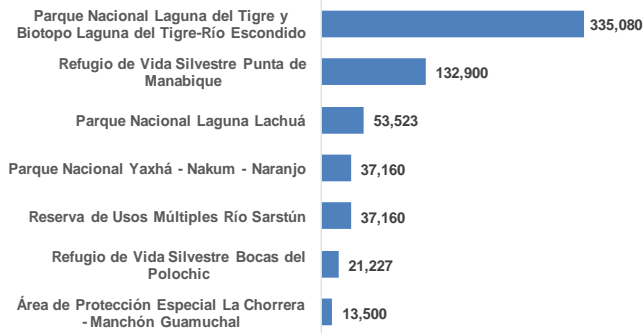 Parque Nacional Laguna del Tigre y
Biotopo Laguna del Tigre-Río Escondido
335,080
Refugio de Vida Silvestre Punta de
Manabique
132,900
Parque Nacional Laguna Lachuá
53,523
Parque Nacional Yaxhá - Nakum - Naranjo
37,160
Reserva de Usos Múltiples Río Sarstún
37,160
Refugio de Vida Silvestre Bocas del
Polochic
21,227
Área de Protección Especial La Chorrera
- Manchón Guamuchal
13,500